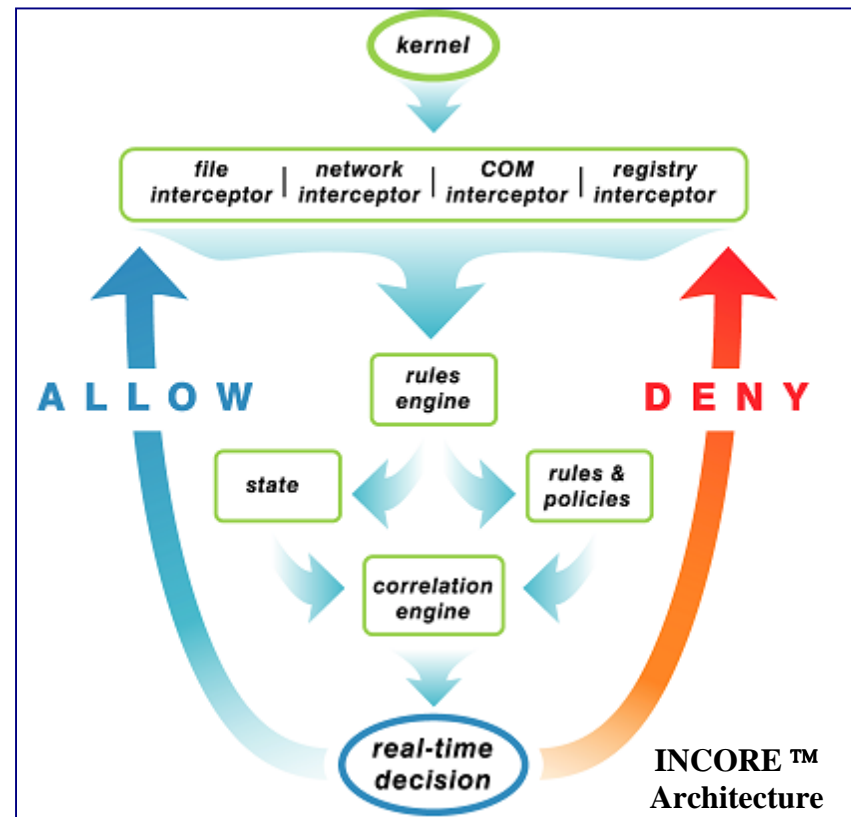 kernel
file interceptor | network interceptor | COM interceptor | registry interceptor
ALLOW
DENY
rules
engine
state
rules &
policies
correlation
engine
real-time
decision
INCORE ™
Architecture